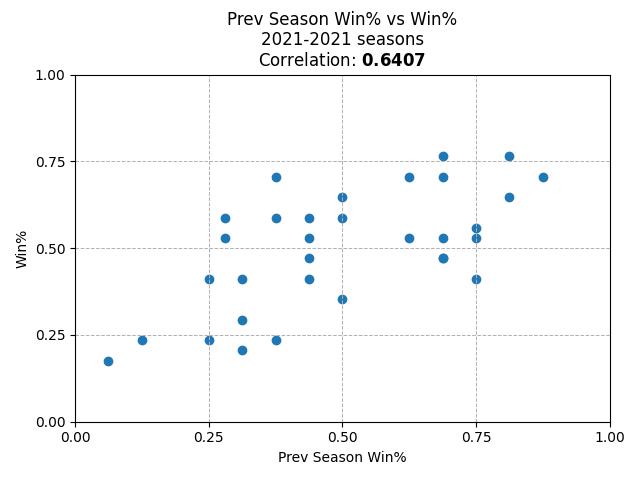 Prev Season Win% vs Win%
2021-2021 seasons
Correlation: 0.6407
1.00
0.75
0.50
0.25
0.00
Win%
0.00 0.25 0.50 0.75 1.00
Prev Season Win%